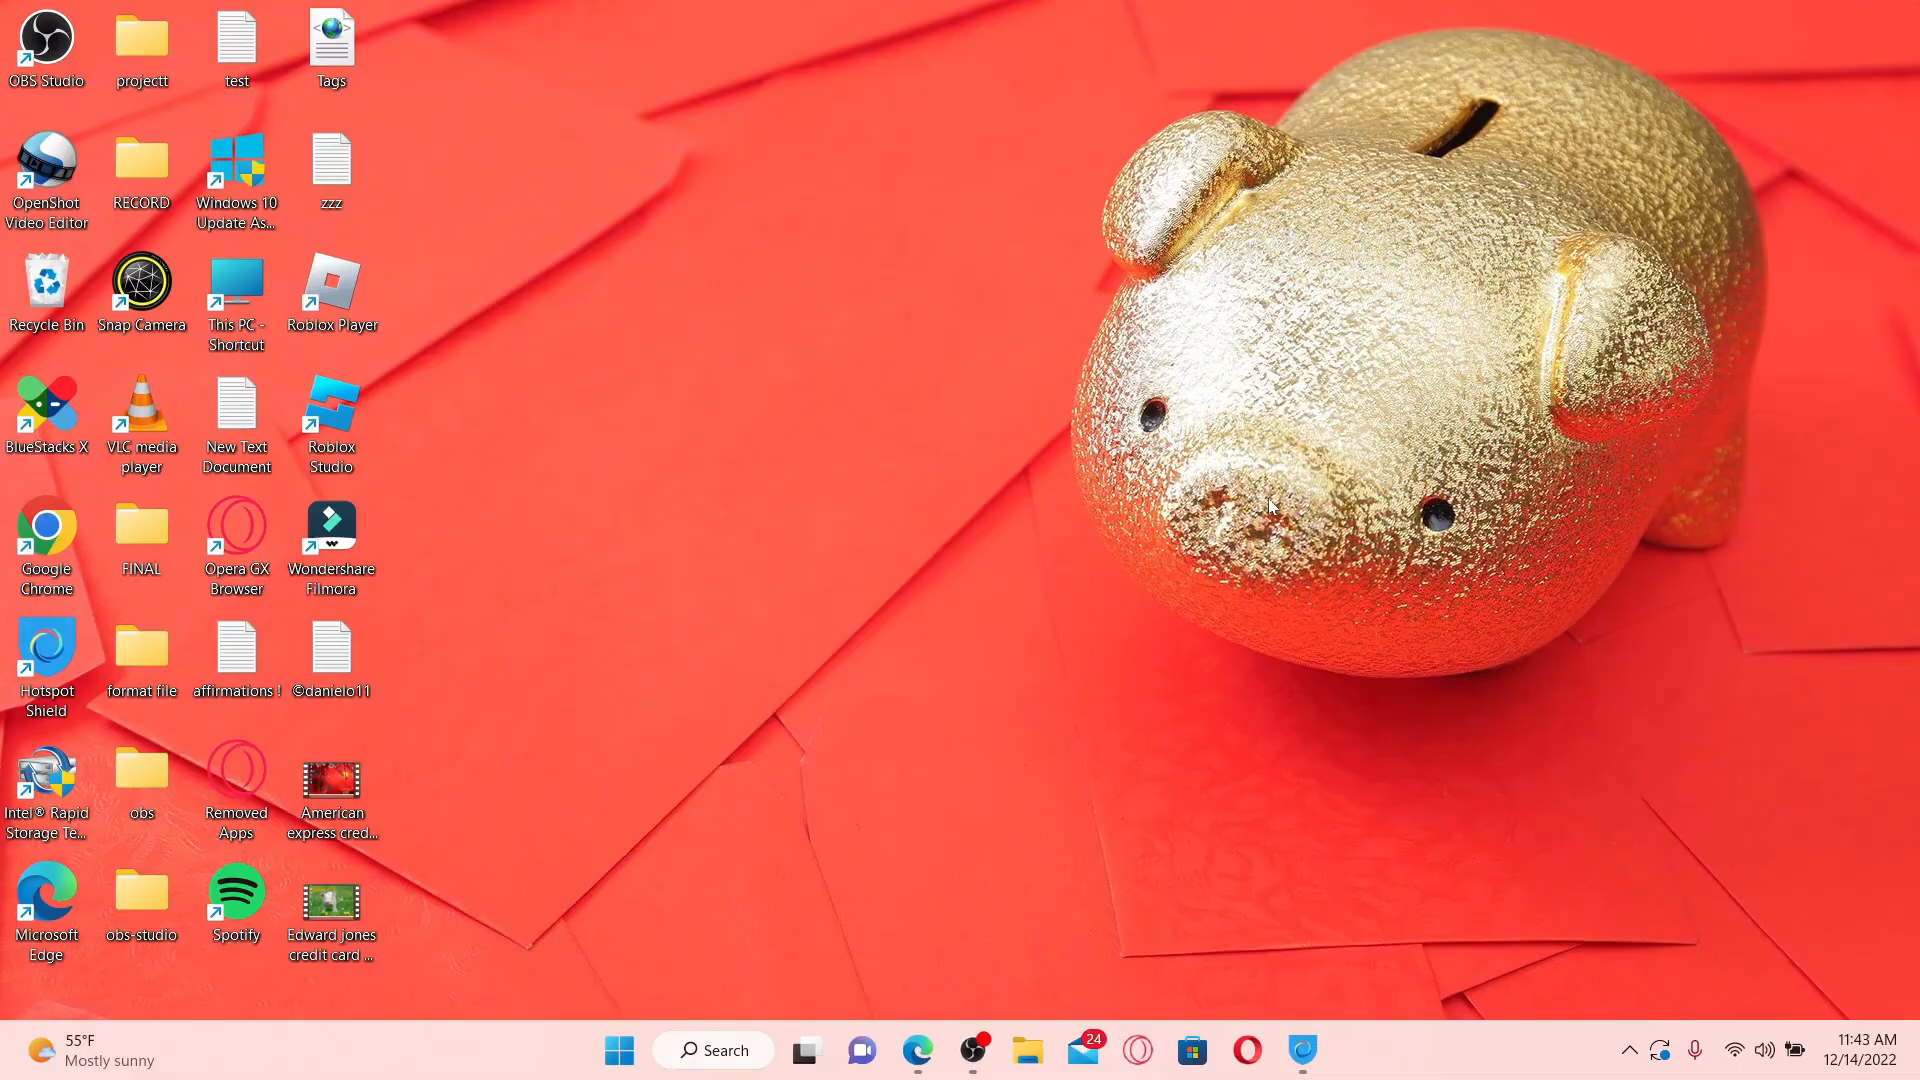 OBS Studio
projectt
test
Tags
OpenShot
Video Editor
RECORD
Windows 10
Update As...
zzz
Recycle Bin
Snap Camera
This PC -
Shortcut
Roblox Player
BlueStacks X
VLC media
player
New Text
Document
Roblox
Studio
Google
Chrome
FINAL
Opera GX
Browser
Wondershare
Filmora
Hotspot
Shield
format file
affirmations !
©danielo11
Intel® Rapid
Storage Te...
obs
Removed
Apps
American
express cred...
Microsoft
Edge
obs-studio
Spotify
Edward jones
credit card ...
55°F
Mostly sunny
Search
24
11:43 AM
12/14/2022